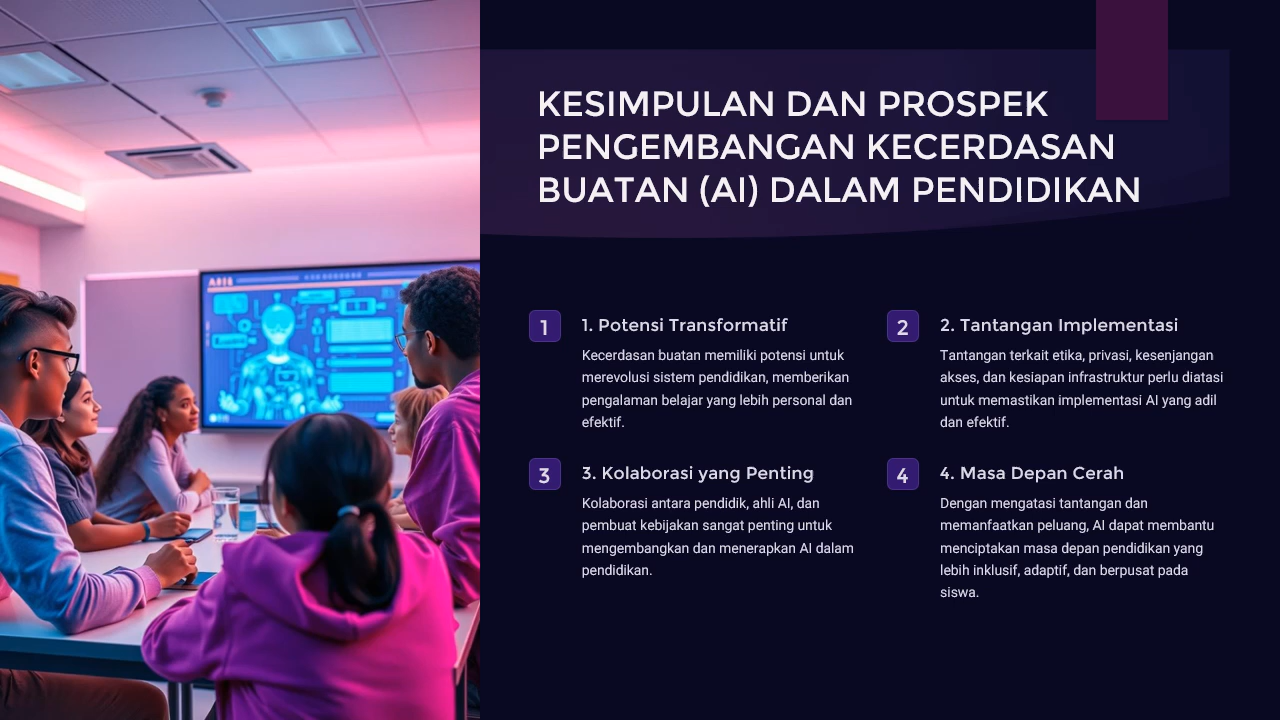 KESIMPULAN DAN PROSPEK
PENGEMBANGAN KECERDASAN
BUATAN (AI) DALAM PENDIDIKAN
1
1. Potensi Transformatif
Kecerdasan buatan memiliki potensi untuk
merevolusi sistem pendidikan, memberikan
pengalaman belajar yang lebih personal dan
efektif.
2
2. Tantangan Implementasi
Tantangan terkait etika, privasi, kesenjangan
akses, dan kesiapan infrastruktur perlu diatasi
untuk memastikan implementasi AI yang adil
dan efektif.
3
3. Kolaborasi yang Penting
Kolaborasi antara pendidik, ahli AI, dan
pembuat kebijakan sangat penting untuk
mengembangkan dan menerapkan AI dalam
pendidikan.
4
4. Masa Depan Cerah
Dengan mengatasi tantangan dan
memanfaatkan peluang, AI dapat membantu
menciptakan masa depan pendidikan yang
lebih inklusif, adaptif, dan berpusat pada
siswa.